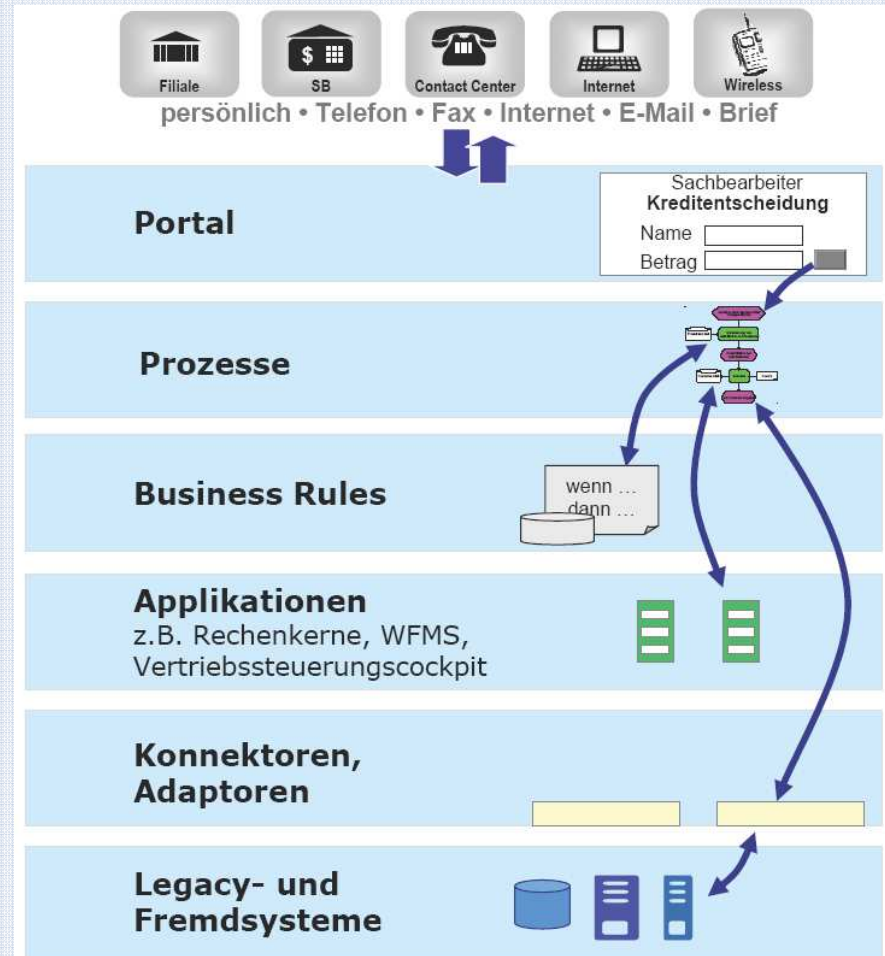 Filiale
SB
Contact Center
Internet
Wireless
persönlich • Telefon • Fax • Internet • E-Mail • Brief
Portal
Sachbearbeiter
Kreditentscheidung
Name
Betrag
Prozesse
Business Rules
wenn ...
dann ...
Applikationen
z.B. Rechenkerne, WFMS,
Vertriebssteuerungscockpit
Konnektoren,
Adaptoren
Legacy- und
Fremdsysteme